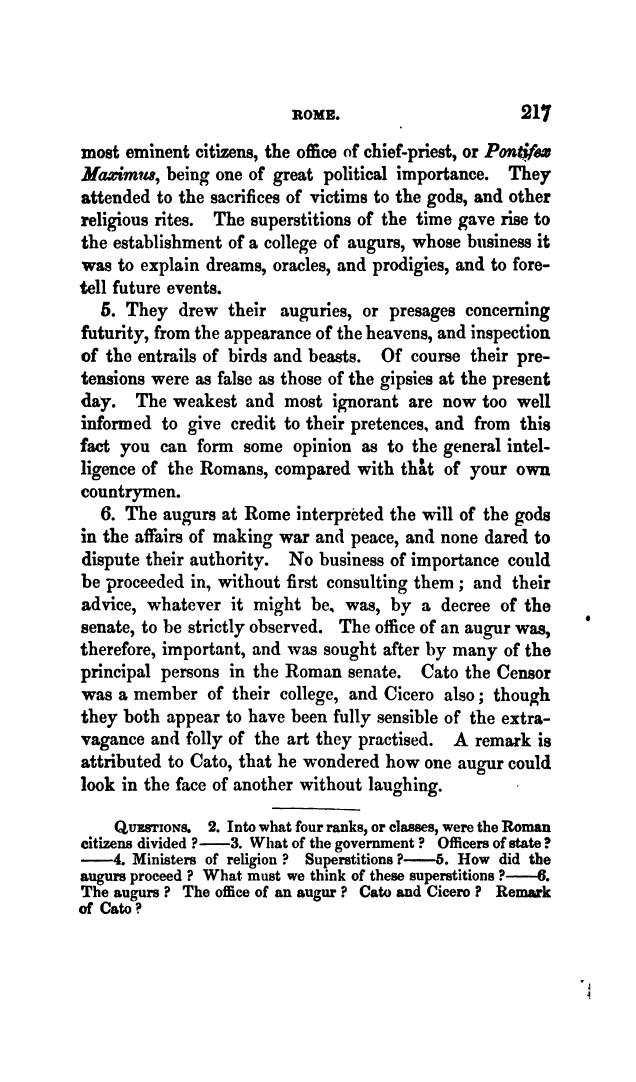 ROME. 217
most eminent citizens, the office of chief-priest, or Pontifex
Maximus, being one of great political importance. They
attended to the sacrifices of victims to the gods, and other
religious rites. The superstitions of the time gave rise to
the establishment of a college of augurs, whose business it
was to explain dreams, oracles, and prodigies, and to fore-
tell future events.
5. They drew their auguries, or presages concerning
futurity, from the appearance of the heavens, and inspection
of the entrails of birds and beasts. Of course their pre-
tensions were as false as those of the gipsies at the present
day. The weakest and most ignorant are now too well
informed to give credit to their pretences, and from this
fact you can form some opinion as to the general intel-
ligence of the Romans, compared with that of your own
countrymen.
6. The augurs at Rome interpreted the will of the gods
in the affairs of making war and peace, and none dared to
dispute their authority. No business of importance could
be proceeded in, without first consulting them; and their
advice, whatever it might be, was, by a decree of the
senate, to be strictly observed. The office of an augur was,
therefore, important, and was sought after by many of the
principal persons in the Roman senate. Cato the Censor
was a member of their college, and Cicero also; though
they both appear to have been fully sensible of the extra-
vagance and folly of the art they practised. A remark is
attributed to Cato, that he wondered how one augur could
look in the face of another without laughing.
QUESTIONS. 2. Into what four ranks, or classes, were the Roman
citizens divided?——3. What of the government? Officers of state?
——4. Ministers of religion? Superstitions?——5. How did the
augurs proceed? What must we think of these superstitions?——6.
The augurs? The office of an augur? Cato and Cicero? Remark
of Cato?